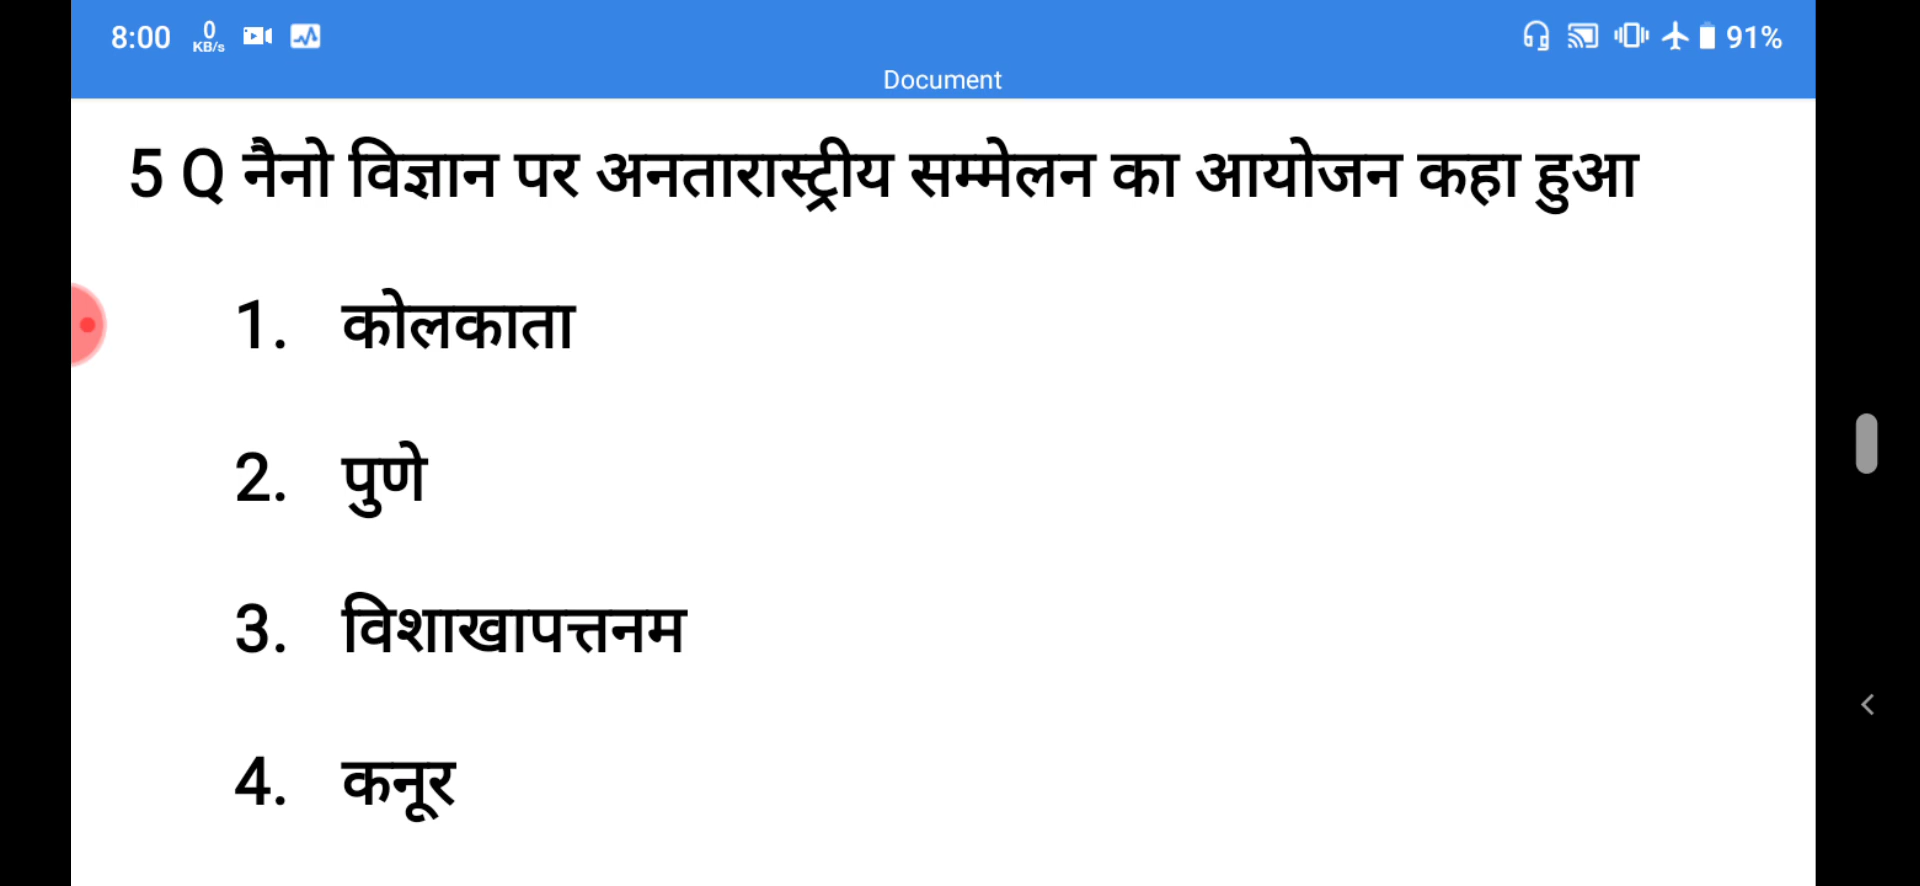 8:00 0 KB/s 91%
Document
5 Q नैनो विज्ञान पर अनतारास्ट्रीय सम्मेलन का आयोजन कहा हुआ
1. कोलकाता
2. पुणे
3. विशाखापत्तनम
4. कनूर